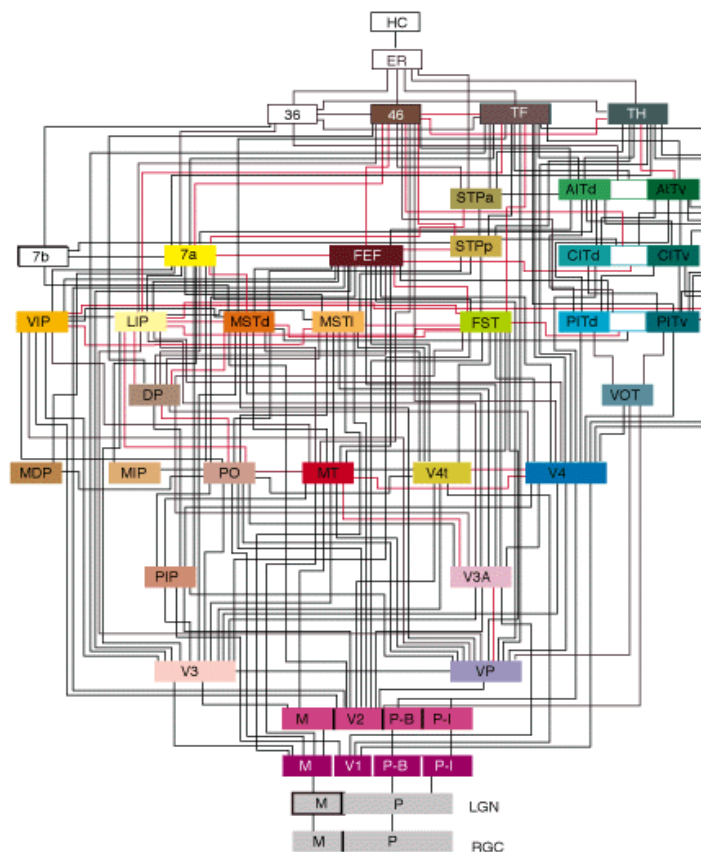 HC
ER
36 46 TF TH
STPa AITd AITv
7b 7a FEF STPp CITd CITv
VIP LIP MSTd MSTl FST PITd PITv
DP VOT
MDP MIP PO MT V4t V4
PIP V3A
V3 VP
M V2 P-B P-I
M V1 P-B P-I
M P LGN
M P RGC